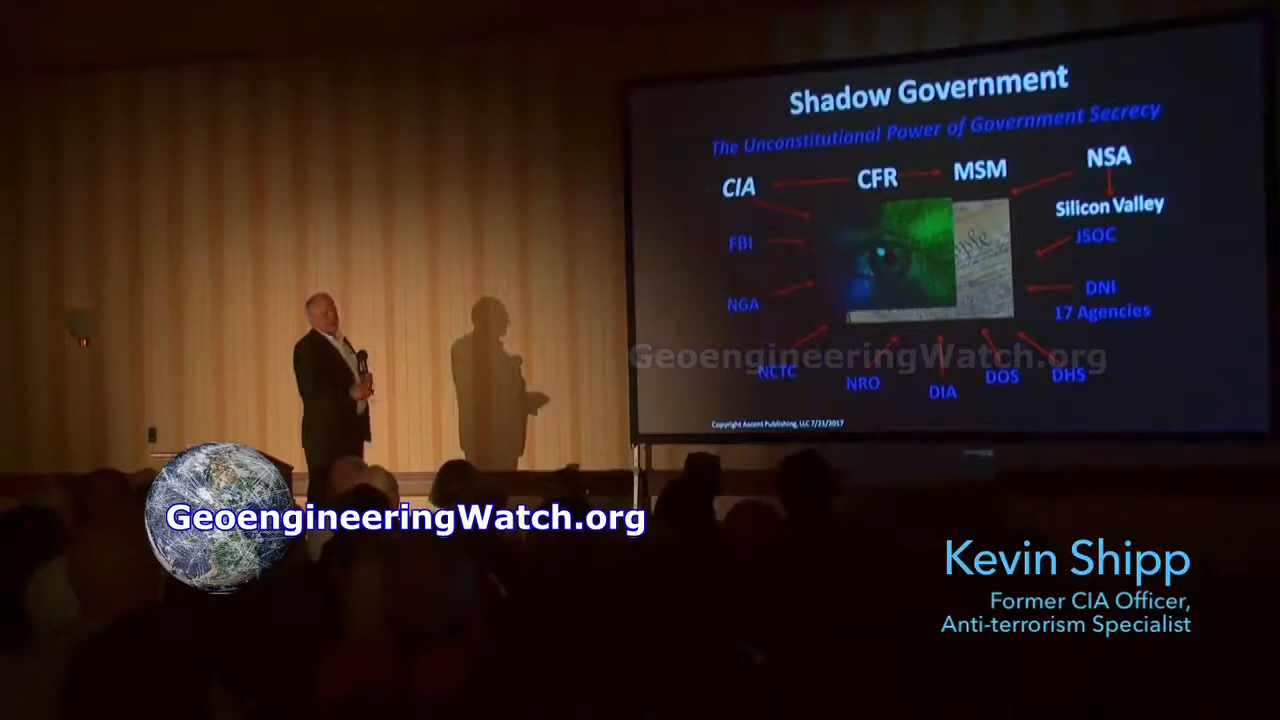 Shadow Government
The Unconstitutional Power of Government Secrecy
CIA
CFR
MSM
NSA
Silicon Valley
FBI
JSOC
ople
NGA
DNI
17 Agencies
GeoengineeringWatch.org
NCTC
NRO
DIA
DOS
DHS
Copyright Ascent Publishing, LLC 7/21/2017
GeoengineeringWatch.org
Kevin Shipp
Former CIA Officer,
Anti-terrorism Specialist